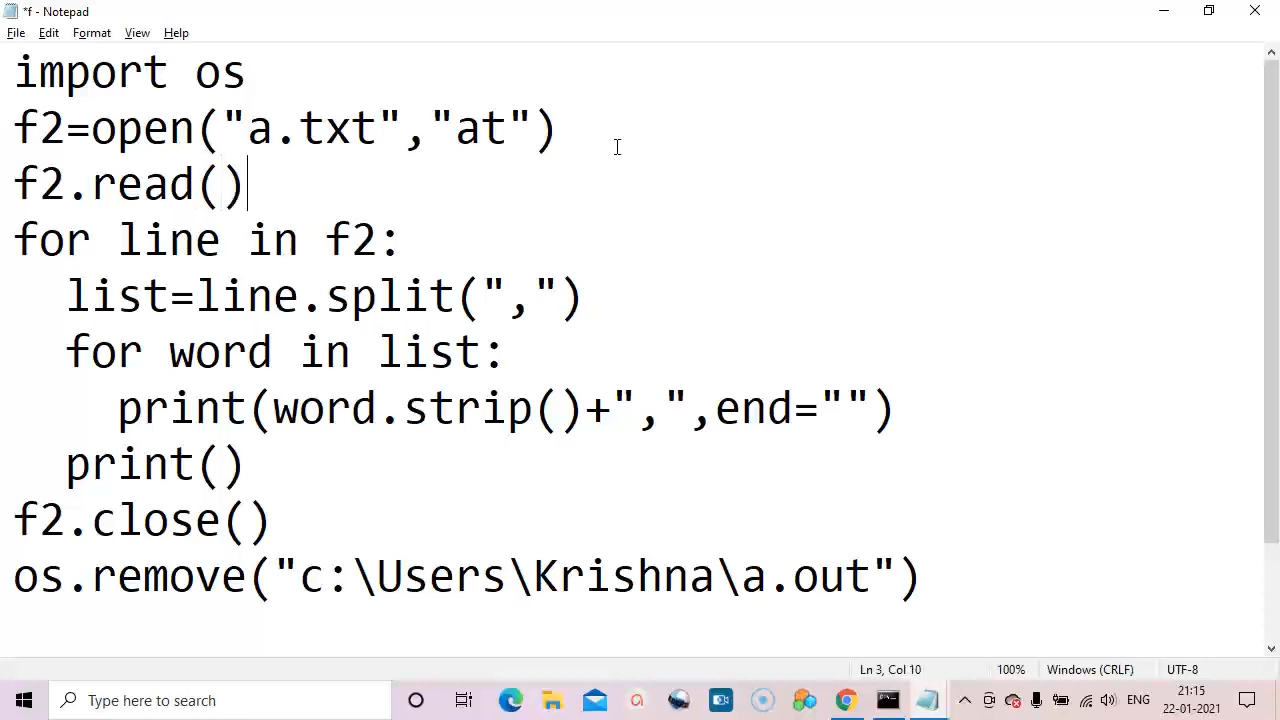 *f - Notepad
File Edit Format View Help
import os
f2=open("a.txt","at")
f2.read()
for line in f2:
  list=line.split(",")
  for word in list:
    print(word.strip()+",",end="")
  print()
f2.close()
os.remove("c:\Users\Krishna\a.out")
Ln 3, Col 10 100% Windows (CRLF) UTF-8
Type here to search
ENG
21:15
22-01-2021